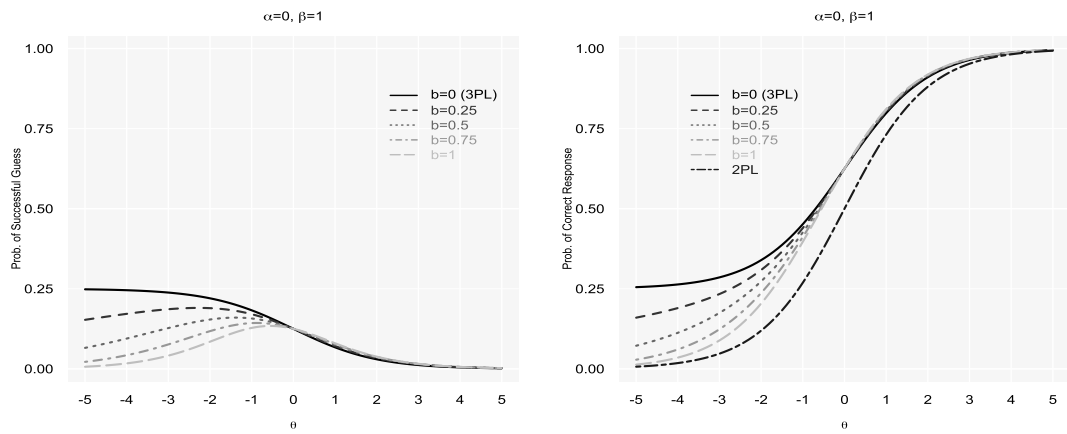 α=0, β=1
1.00
0.75
0.50
0.25
0.00
Prob. of Successful Guess
b=0 (3PL)
b=0.25
b=0.5
b=0.75
b=1
-5 -4 -3 -2 -1 0 1 2 3 4 5
θ
α=0, β=1
1.00
0.75
0.50
0.25
0.00
Prob. of Correct Response
b=0 (3PL)
b=0.25
b=0.5
b=0.75
b=1
2PL
-5 -4 -3 -2 -1 0 1 2 3 4 5
θ